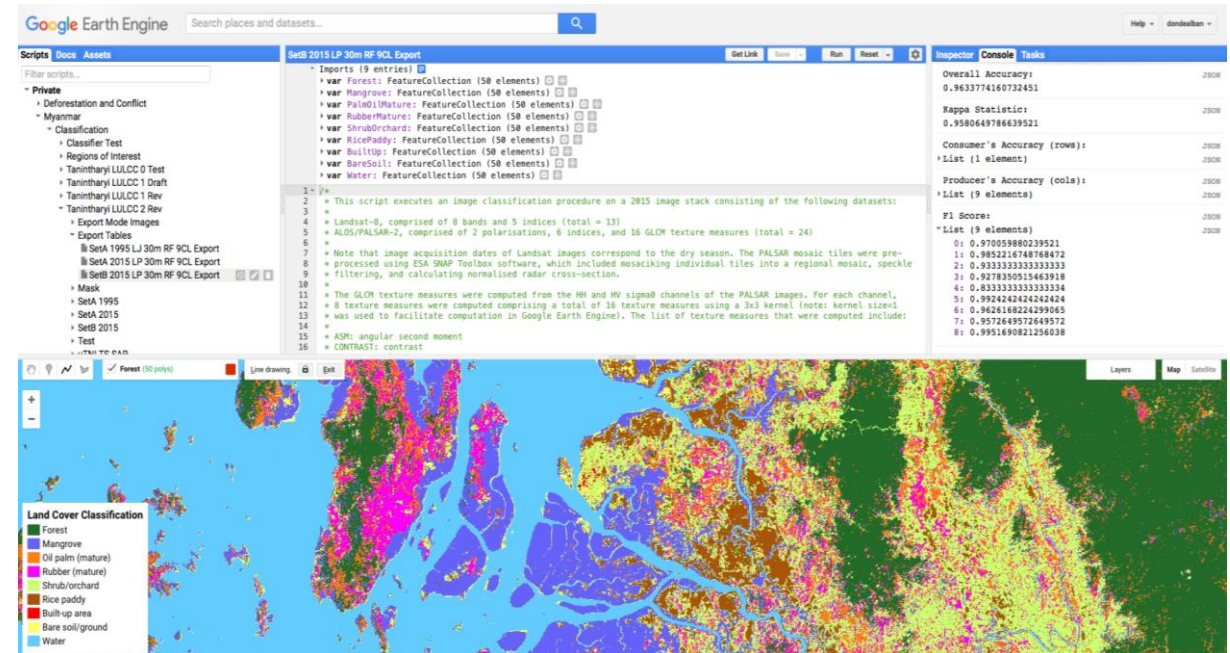 Google Earth Engine
Search places and datasets...
Help
dondealban
Scripts Docs Assets
Filter scripts...
Private
Deforestation and Conflict
Myanmar
Classification
Classifier Test
Regions of Interest
Tanintharyi LULCC 0 Test
Tanintharyi LULCC 1 Draft
Tanintharyi LULCC 1 Rev
Tanintharyi LULCC 2 Rev
Export Mode Images
Export Tables
SetA 1995 LJ 30m RF 9CL Export
SetA 2015 LP 30m RF 9CL Export
SetB 2015 LP 30m RF 9CL Export
Mask
SetA 1995
SetA 2015
SetB 2015
Test
SetB 2015 LP 30m RF 9CL Export
Get Link Save Run Reset
Imports (9 entries)
var Forest: FeatureCollection (50 elements)
var Mangrove: FeatureCollection (50 elements)
var PalmOilMature: FeatureCollection (50 elements)
var RubberMature: FeatureCollection (50 elements)
var ShrubOrchard: FeatureCollection (50 elements)
var RicePaddy: FeatureCollection (50 elements)
var BuiltUp: FeatureCollection (50 elements)
var BareSoil: FeatureCollection (50 elements)
var Water: FeatureCollection (50 elements)
1 /*
2 * This script executes an image classification procedure on a 2015 image stack consisting of the following datasets:
3 *
4 * Landsat-8, comprised of 8 bands and 5 indices (total = 13)
5 * ALOS/PALSAR-2, comprised of 2 polarisations, 6 indices, and 16 GLCM texture measures (total = 24)
6 *
7 * Note that image acquisition dates of Landsat images correspond to the dry season. The PALSAR mosaic tiles were pre-
8 * processed using ESA SNAP Toolbox software, which included mosaciking individual tiles into a regional mosaic, speckle
9 * filtering, and calculating normalised radar cross-section.
10 *
11 * The GLCM texture measures were computed from the HH and HV sigma0 channels of the PALSAR images. For each channel,
12 * 8 texture measures were computed comprising a total of 16 texture measures using a 3x3 kernel (note: kernel size=1
13 * was used to facilitate computation in Google Earth Engine). The list of texture measures that were computed include:
14 *
15 * ASM: angular second moment
16 * CONTRAST: contrast
Inspector Console Tasks
Overall Accuracy: JSON
0.9633774160732451
Kappa Statistic: JSON
0.9580649786639521
Consumer's Accuracy (rows): JSON
List (1 element) JSON
Producer's Accuracy (cols): JSON
List (9 elements) JSON
F1 Score: JSON
List (9 elements) JSON
0: 0.970059880239521
1: 0.9852216748768472
2: 0.9333333333333333
3: 0.9278350515463918
4: 0.8333333333333334
5: 0.9924242424242424
6: 0.9626168224299065
7: 0.9572649572649572
8: 0.9951690821256038
Forest (50 polys)
Line drawing. Exit
Layers
Map Satellite
+
−
Land Cover Classification
Forest
Mangrove
Oil palm (mature)
Rubber (mature)
Shrub/orchard
Rice paddy
Built-up area
Bare soil/ground
Water